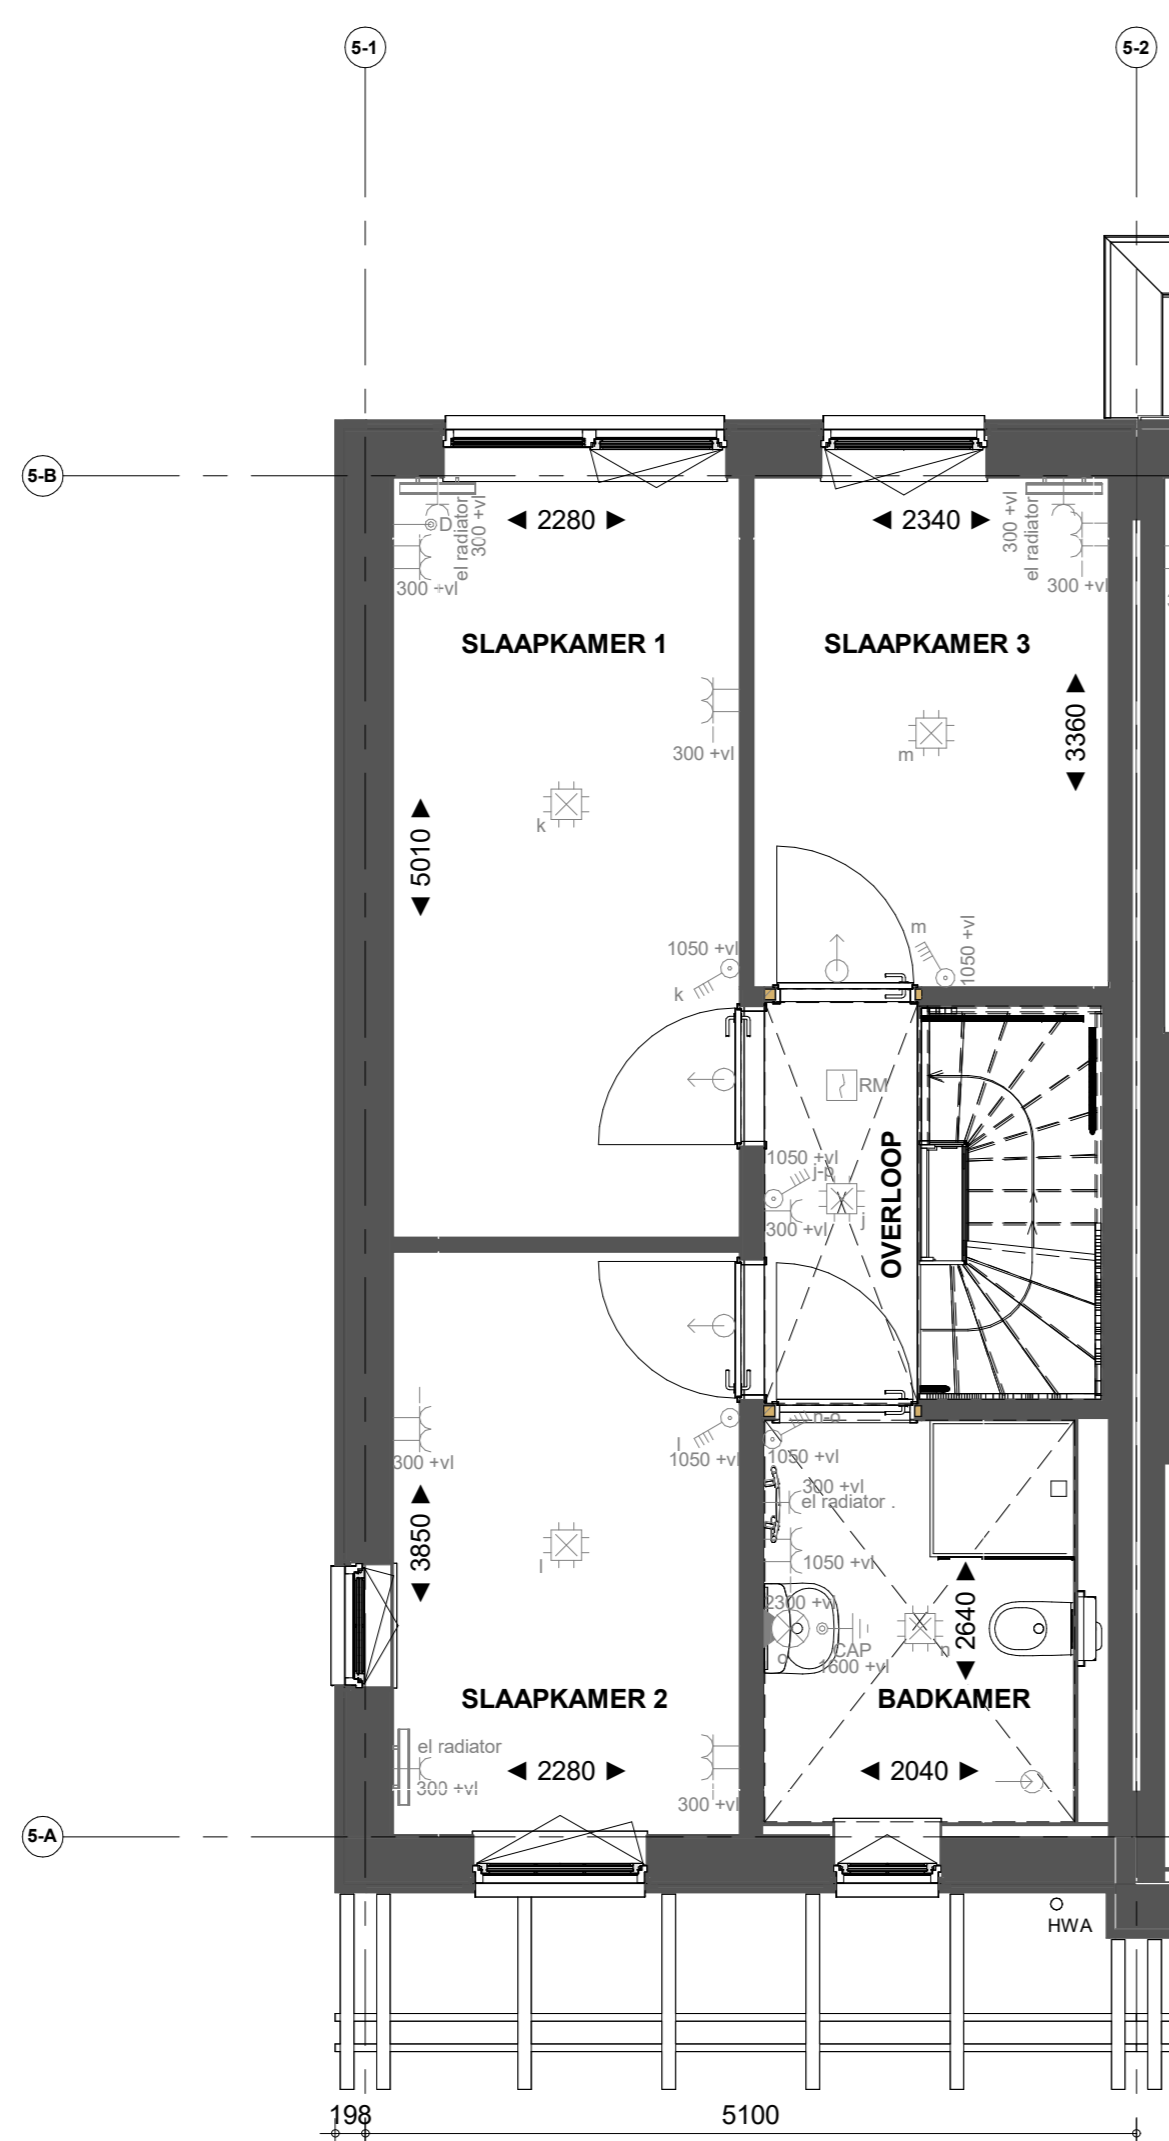 5-1
5-2
5-B
2280
2340
D
el radiator
300 +vl
300 +vl
300 +vl
el radiator
300 +vl
SLAAPKAMER 1
SLAAPKAMER 3
300 +vl
3360
m
k
5010
1050 +vl
k
m
1050 +vl
RM
OVERLOOP
1050 +vl
j-p
j
300 +vl
l
1050 +vl
n-o
1050 +vl
300 +vl
300 +vl
el radiator .
3850
l
1050 +vl
2300 +vl
2640
o
CAP
n
1600 +vl
SLAAPKAMER 2
BADKAMER
el radiator
300 +vl
2280
2040
300 +vl
5-A
HWA
198
5100